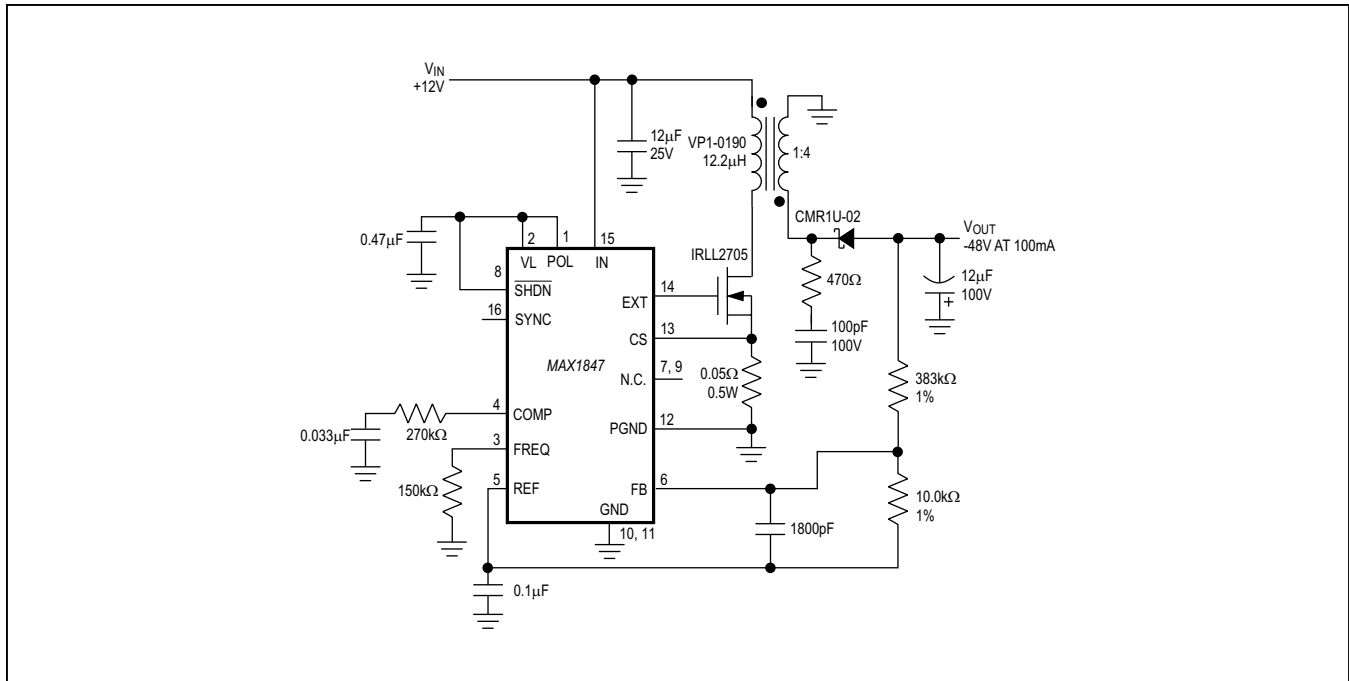 VIN
+12V
12µF
25V
VP1-0190
12.2µH
1:4
CMR1U-02
VOUT
-48V AT 100mA
12µF
100V
+
470Ω
100pF
100V
IRLL2705
0.47µF
2
1
15
VL
POL
IN
8
SHDN
16
SYNC
EXT
14
CS
13
MAX1847
N.C.
7, 9
0.05Ω
0.5W
383kΩ
1%
4
COMP
PGND
12
0.033µF
270kΩ
3
FREQ
150kΩ
5
REF
FB
6
10.0kΩ
1%
GND
10, 11
1800pF
0.1µF